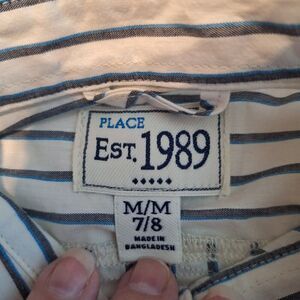 PLACE
EST. 1989
M/M
7/8
MADE IN
BANGLADESH